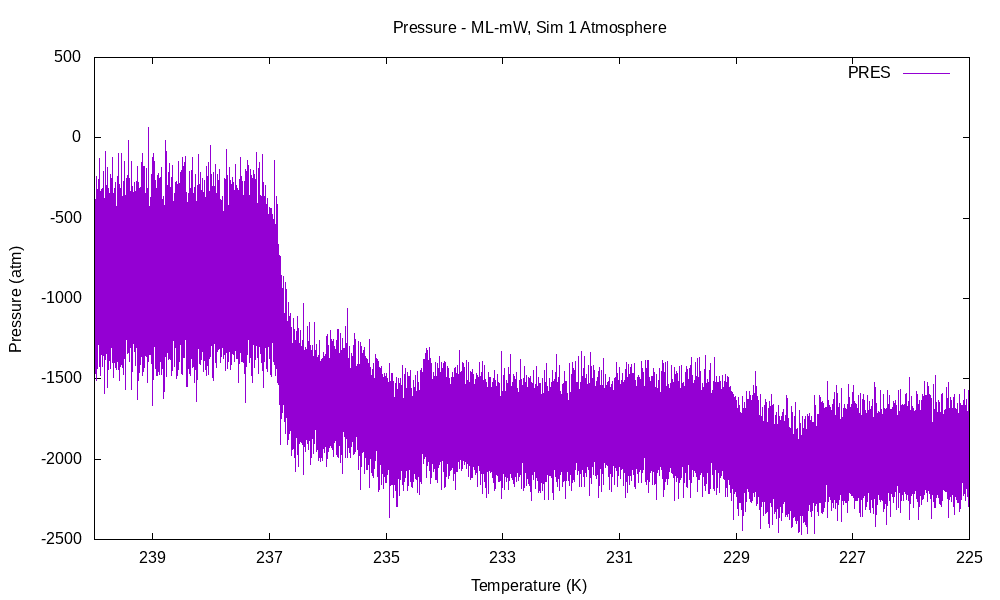 Pressure - ML-mW, Sim 1 Atmosphere
PRES
500
0
-500
-1000
-1500
-2000
-2500
Pressure (atm)
239 237 235 233 231 229 227 225
Temperature (K)